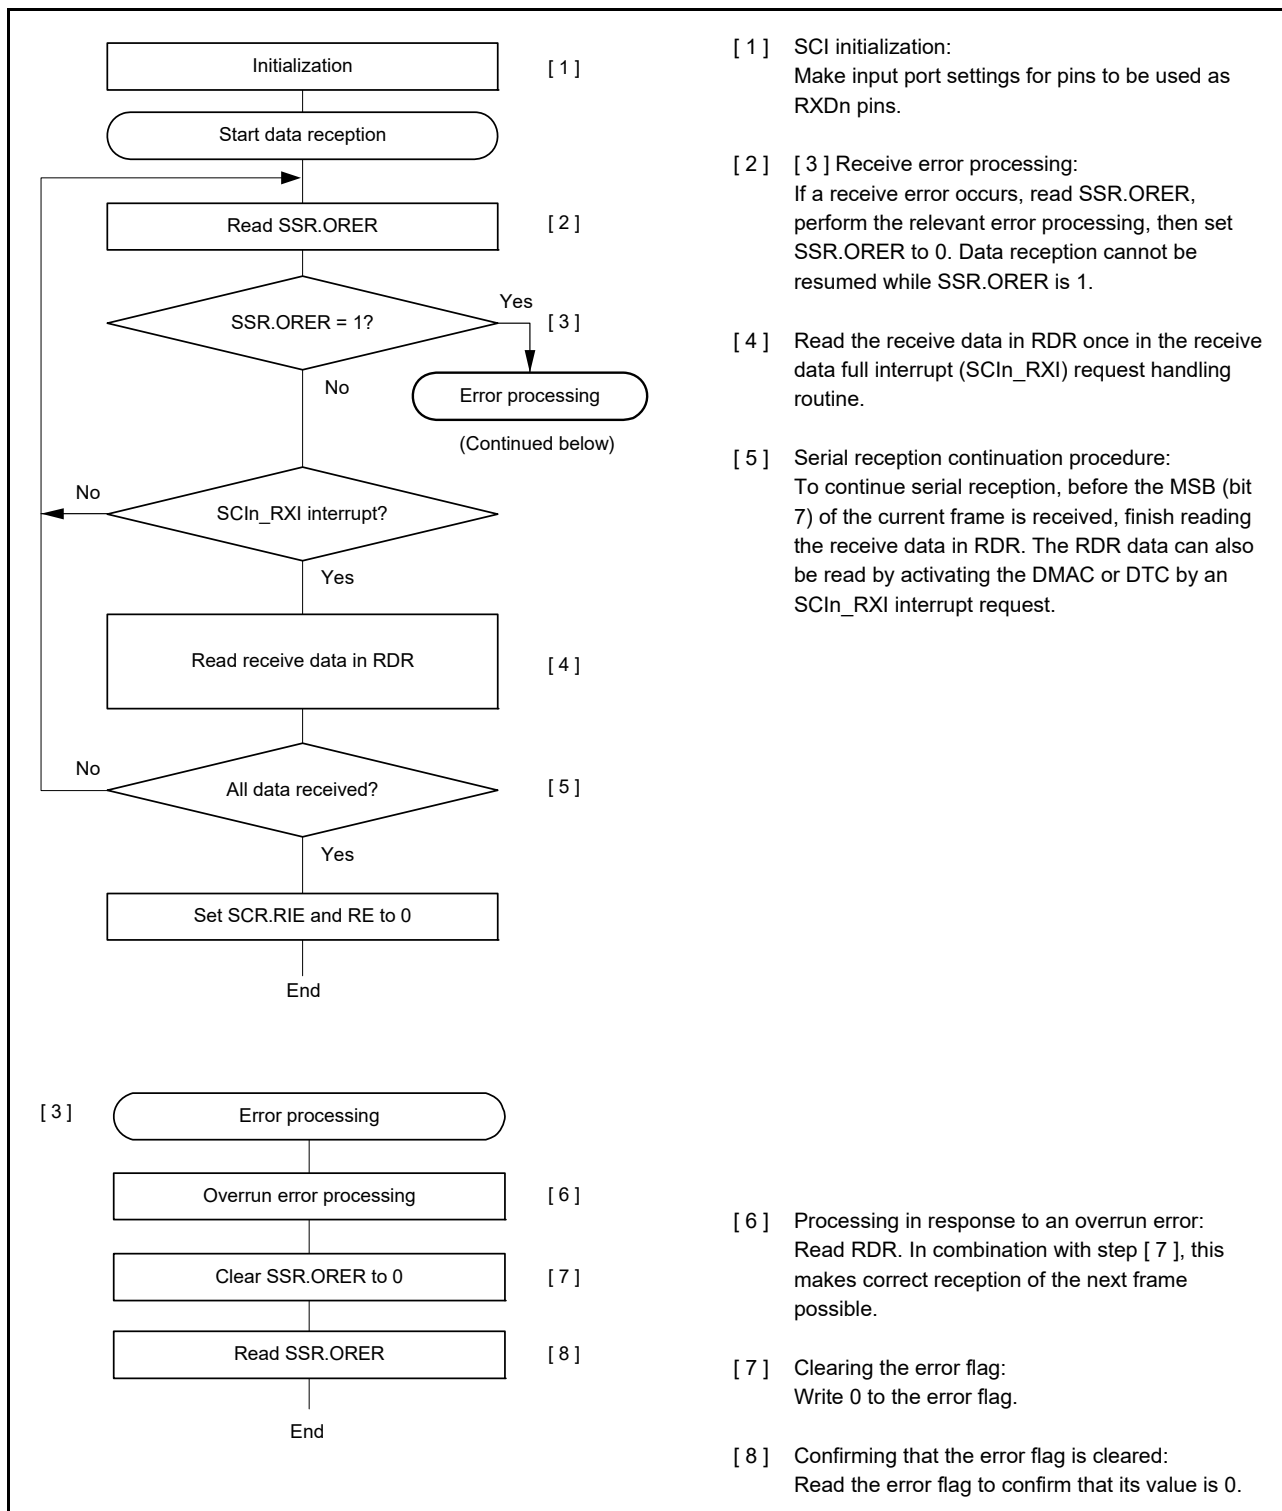 Initialization
[ 1 ]
Start data reception
Read SSR.ORER
[ 2 ]
SSR.ORER = 1?
Yes
[ 3 ]
No
Error processing
(Continued below)
No
SCIn_RXI interrupt?
Yes
Read receive data in RDR
[ 4 ]
No
All data received?
[ 5 ]
Yes
Set SCR.RIE and RE to 0
End
[ 1 ] SCI initialization:
Make input port settings for pins to be used as
RXDn pins.
[ 2 ] [ 3 ] Receive error processing:
If a receive error occurs, read SSR.ORER,
perform the relevant error processing, then set
SSR.ORER to 0. Data reception cannot be
resumed while SSR.ORER is 1.
[ 4 ] Read the receive data in RDR once in the receive
data full interrupt (SCIn_RXI) request handling
routine.
[ 5 ] Serial reception continuation procedure:
To continue serial reception, before the MSB (bit
7) of the current frame is received, finish reading
the receive data in RDR. The RDR data can also
be read by activating the DMAC or DTC by an
SCIn_RXI interrupt request.
[ 3 ]
Error processing
Overrun error processing
[ 6 ]
Clear SSR.ORER to 0
[ 7 ]
Read SSR.ORER
[ 8 ]
End
[ 6 ] Processing in response to an overrun error:
Read RDR. In combination with step [ 7 ], this
makes correct reception of the next frame
possible.
[ 7 ] Clearing the error flag:
Write 0 to the error flag.
[ 8 ] Confirming that the error flag is cleared:
Read the error flag to confirm that its value is 0.